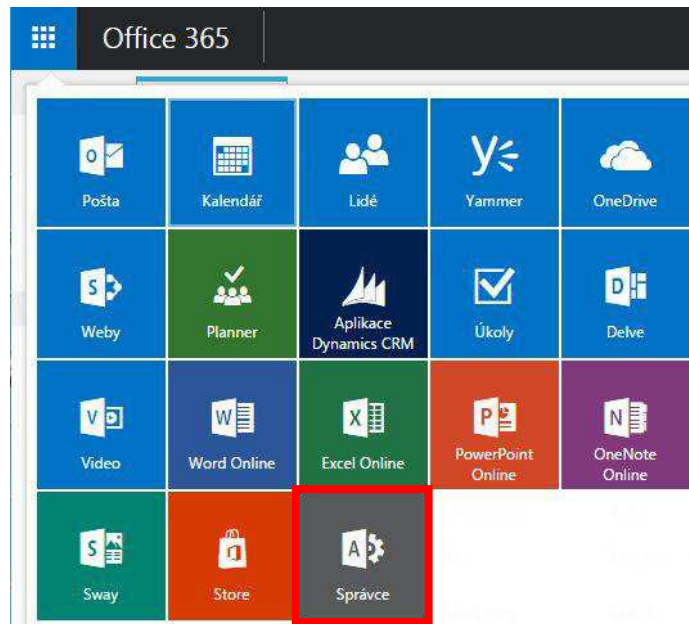 Office 365
Pošta
Kalendář
Lidé
Yammer
OneDrive
Weby
Planner
Aplikace
Dynamics CRM
Úkoly
Delve
Video
Word Online
Excel Online
PowerPoint
Online
OneNote
Online
Sway
Store
Správce